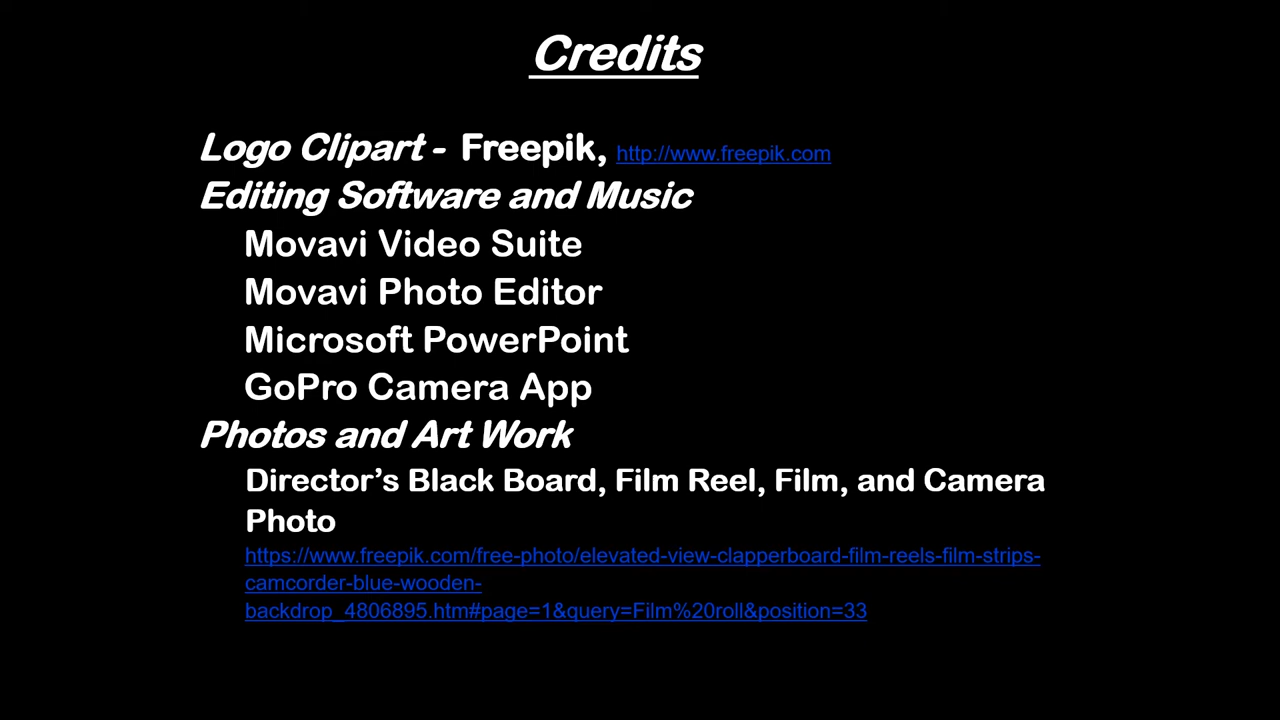 Credits
Logo Clipart - Freepik, http://www.freepik.com
Editing Software and Music
Movavi Video Suite
Movavi Photo Editor
Microsoft PowerPoint
GoPro Camera App
Photos and Art Work
Director’s Black Board, Film Reel, Film, and Camera
Photo
https://www.freepik.com/free-photo/elevated-view-clapperboard-film-reels-film-strips-
camcorder-blue-wooden-
backdrop_4806895.htm#page=1&query=Film%20roll&position=33